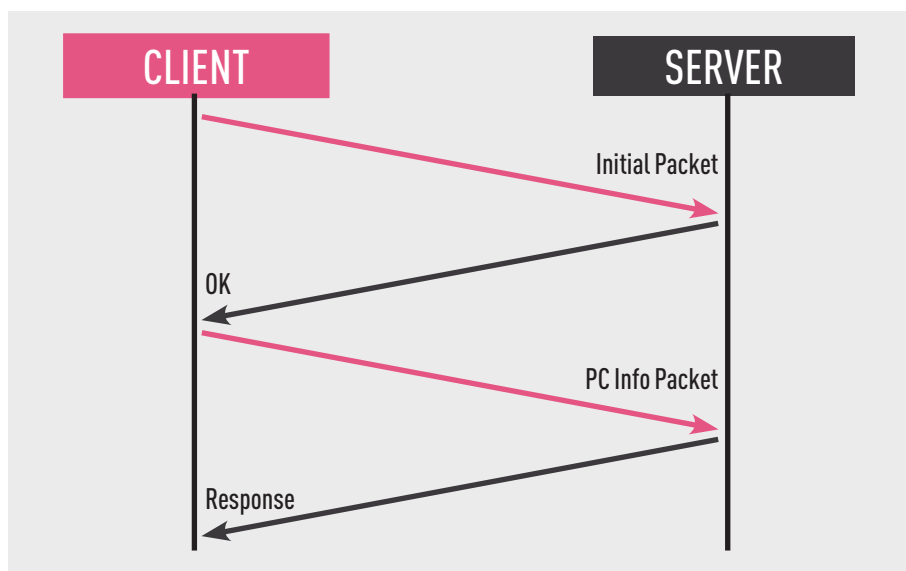 CLIENT
SERVER
Initial Packet
OK
PC Info Packet
Response